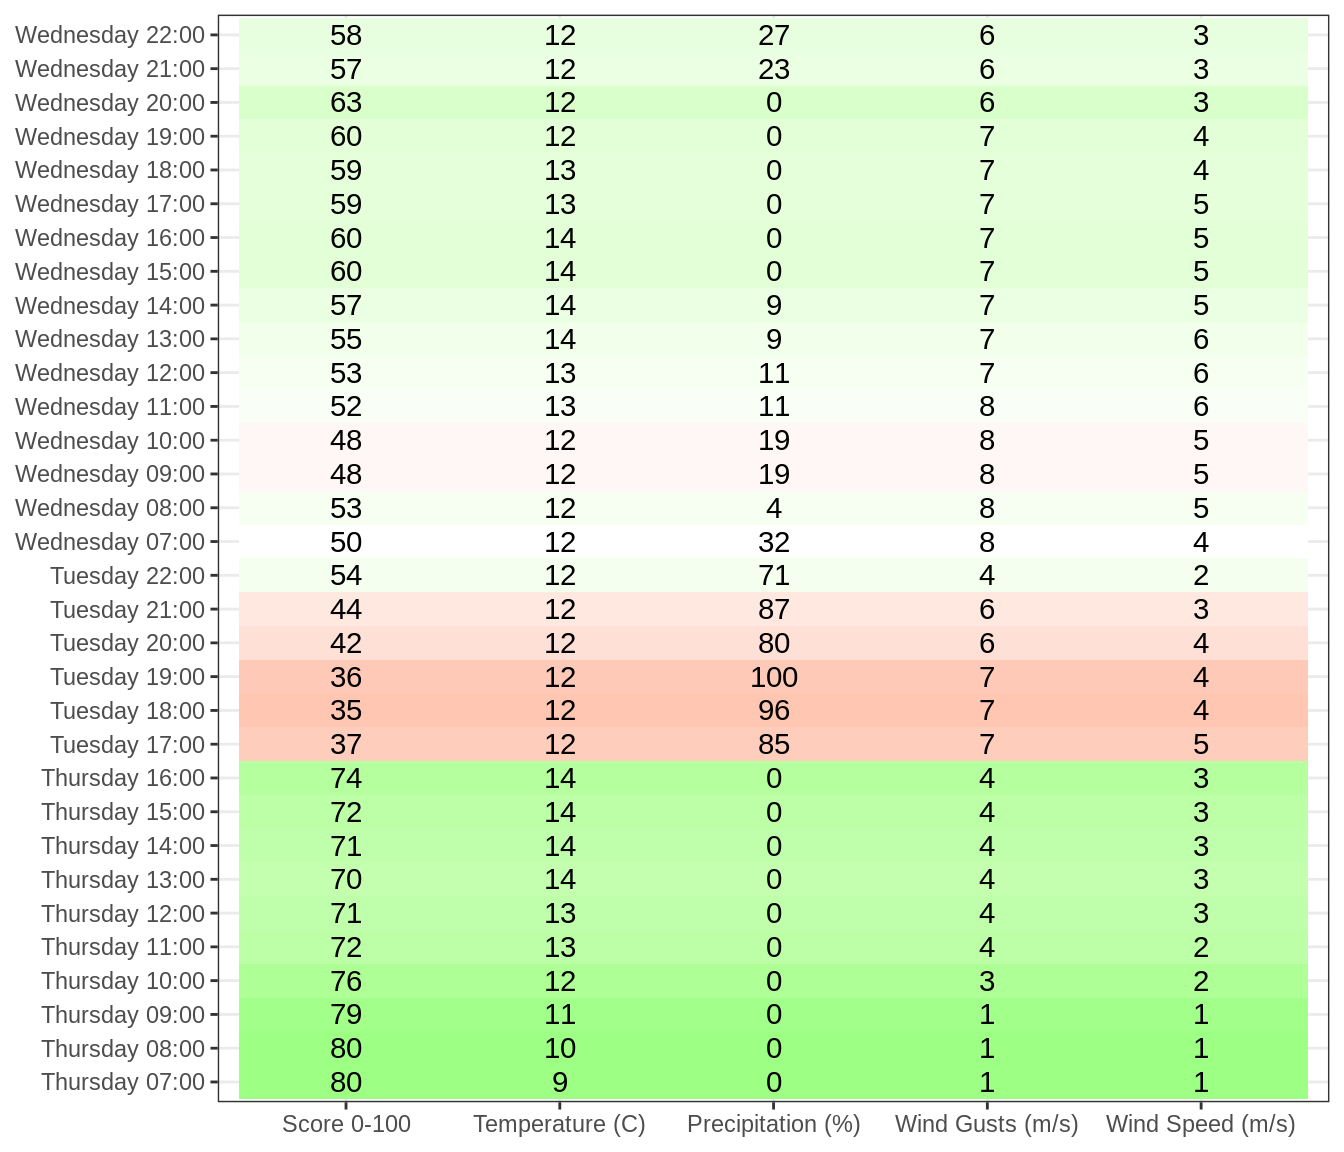 Wednesday 22:00 58 12 27 6 3
Wednesday 21:00 57 12 23 6 3
Wednesday 20:00 63 12 0 6 3
Wednesday 19:00 60 12 0 7 4
Wednesday 18:00 59 13 0 7 4
Wednesday 17:00 59 13 0 7 5
Wednesday 16:00 60 14 0 7 5
Wednesday 15:00 60 14 0 7 5
Wednesday 14:00 57 14 9 7 5
Wednesday 13:00 55 14 9 7 6
Wednesday 12:00 53 13 11 7 6
Wednesday 11:00 52 13 11 8 6
Wednesday 10:00 48 12 19 8 5
Wednesday 09:00 48 12 19 8 5
Wednesday 08:00 53 12 4 8 5
Wednesday 07:00 50 12 32 8 4
Tuesday 22:00 54 12 71 4 2
Tuesday 21:00 44 12 87 6 3
Tuesday 20:00 42 12 80 6 4
Tuesday 19:00 36 12 100 7 4
Tuesday 18:00 35 12 96 7 4
Tuesday 17:00 37 12 85 7 5
Thursday 16:00 74 14 0 4 3
Thursday 15:00 72 14 0 4 3
Thursday 14:00 71 14 0 4 3
Thursday 13:00 70 14 0 4 3
Thursday 12:00 71 13 0 4 3
Thursday 11:00 72 13 0 4 2
Thursday 10:00 76 12 0 3 2
Thursday 09:00 79 11 0 1 1
Thursday 08:00 80 10 0 1 1
Thursday 07:00 80 9 0 1 1
Score 0-100 Temperature (C) Precipitation (%) Wind Gusts (m/s) Wind Speed (m/s)